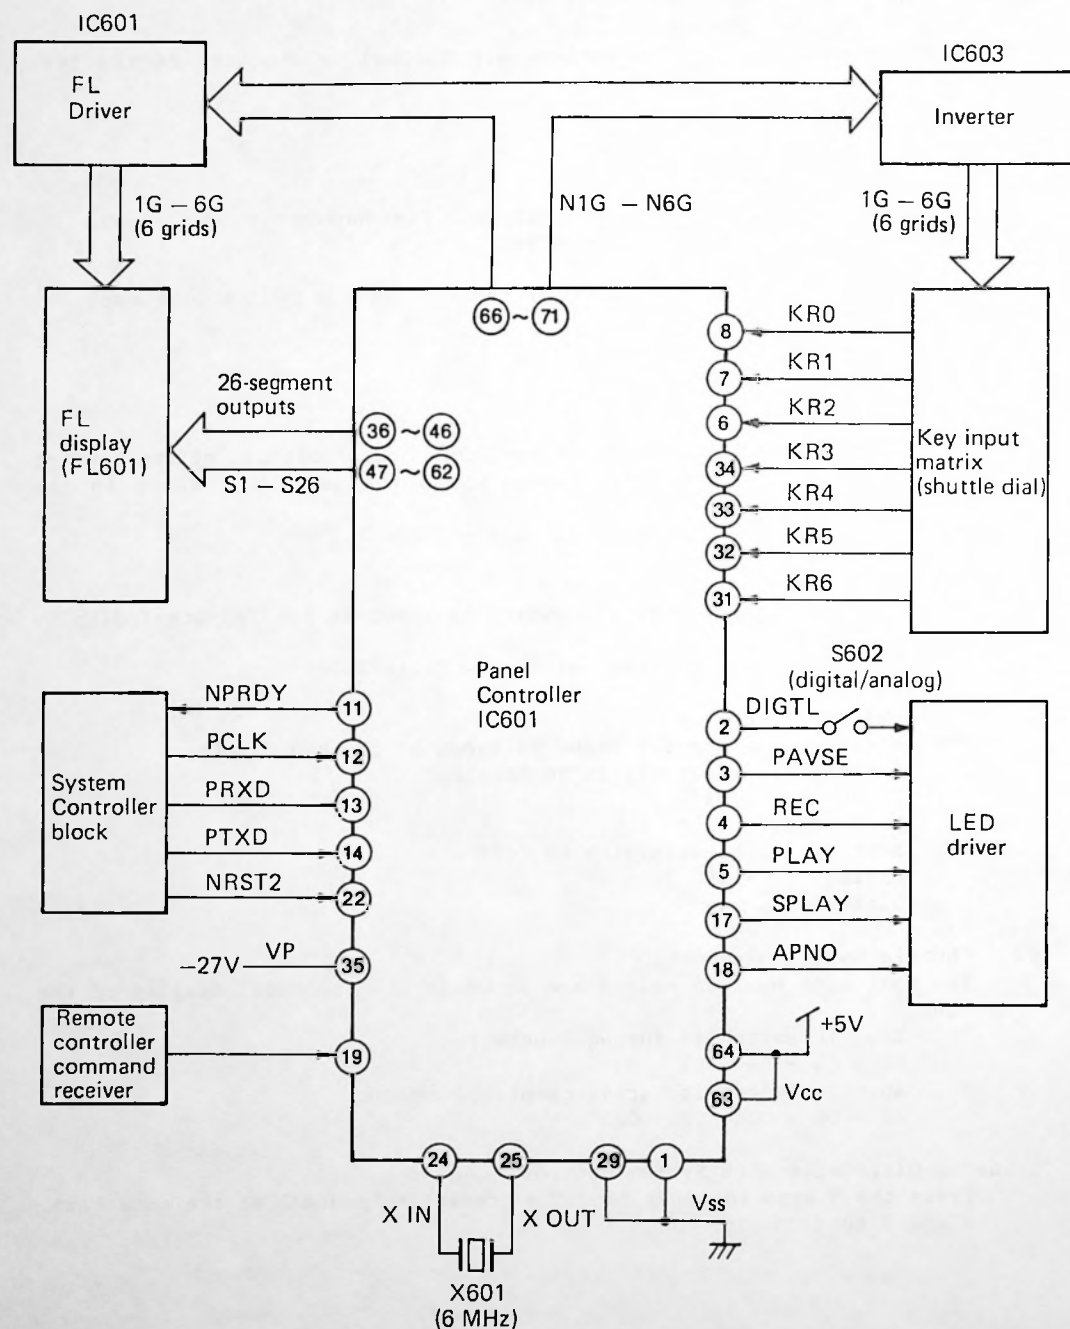 IC601
FL
Driver
IC603
Inverter
1G – 6G
(6 grids)
N1G – N6G
1G – 6G
(6 grids)
66 ~ 71
FL
display
(FL601)
26-segment
outputs
S1 – S26
36 ~ 46
47 ~ 62
8 KR0
7 KR1
6 KR2
34 KR3
33 KR4
32 KR5
31 KR6
Key input
matrix
(shuttle dial)
Panel
Controller
IC601
S602
(digital/analog)
System
Controller
block
NPRDY 11
PCLK 12
PRXD 13
PTXD 14
NRST2 22
–27V VP 35
2 DIGTL
3 PAVSE
4 REC
5 PLAY
17 SPLAY
18 APNO
LED
driver
Remote
controller
command
receiver
19
64 +5V
63 Vcc
24 25 29 1
X IN X OUT Vss
X601
(6 MHz)